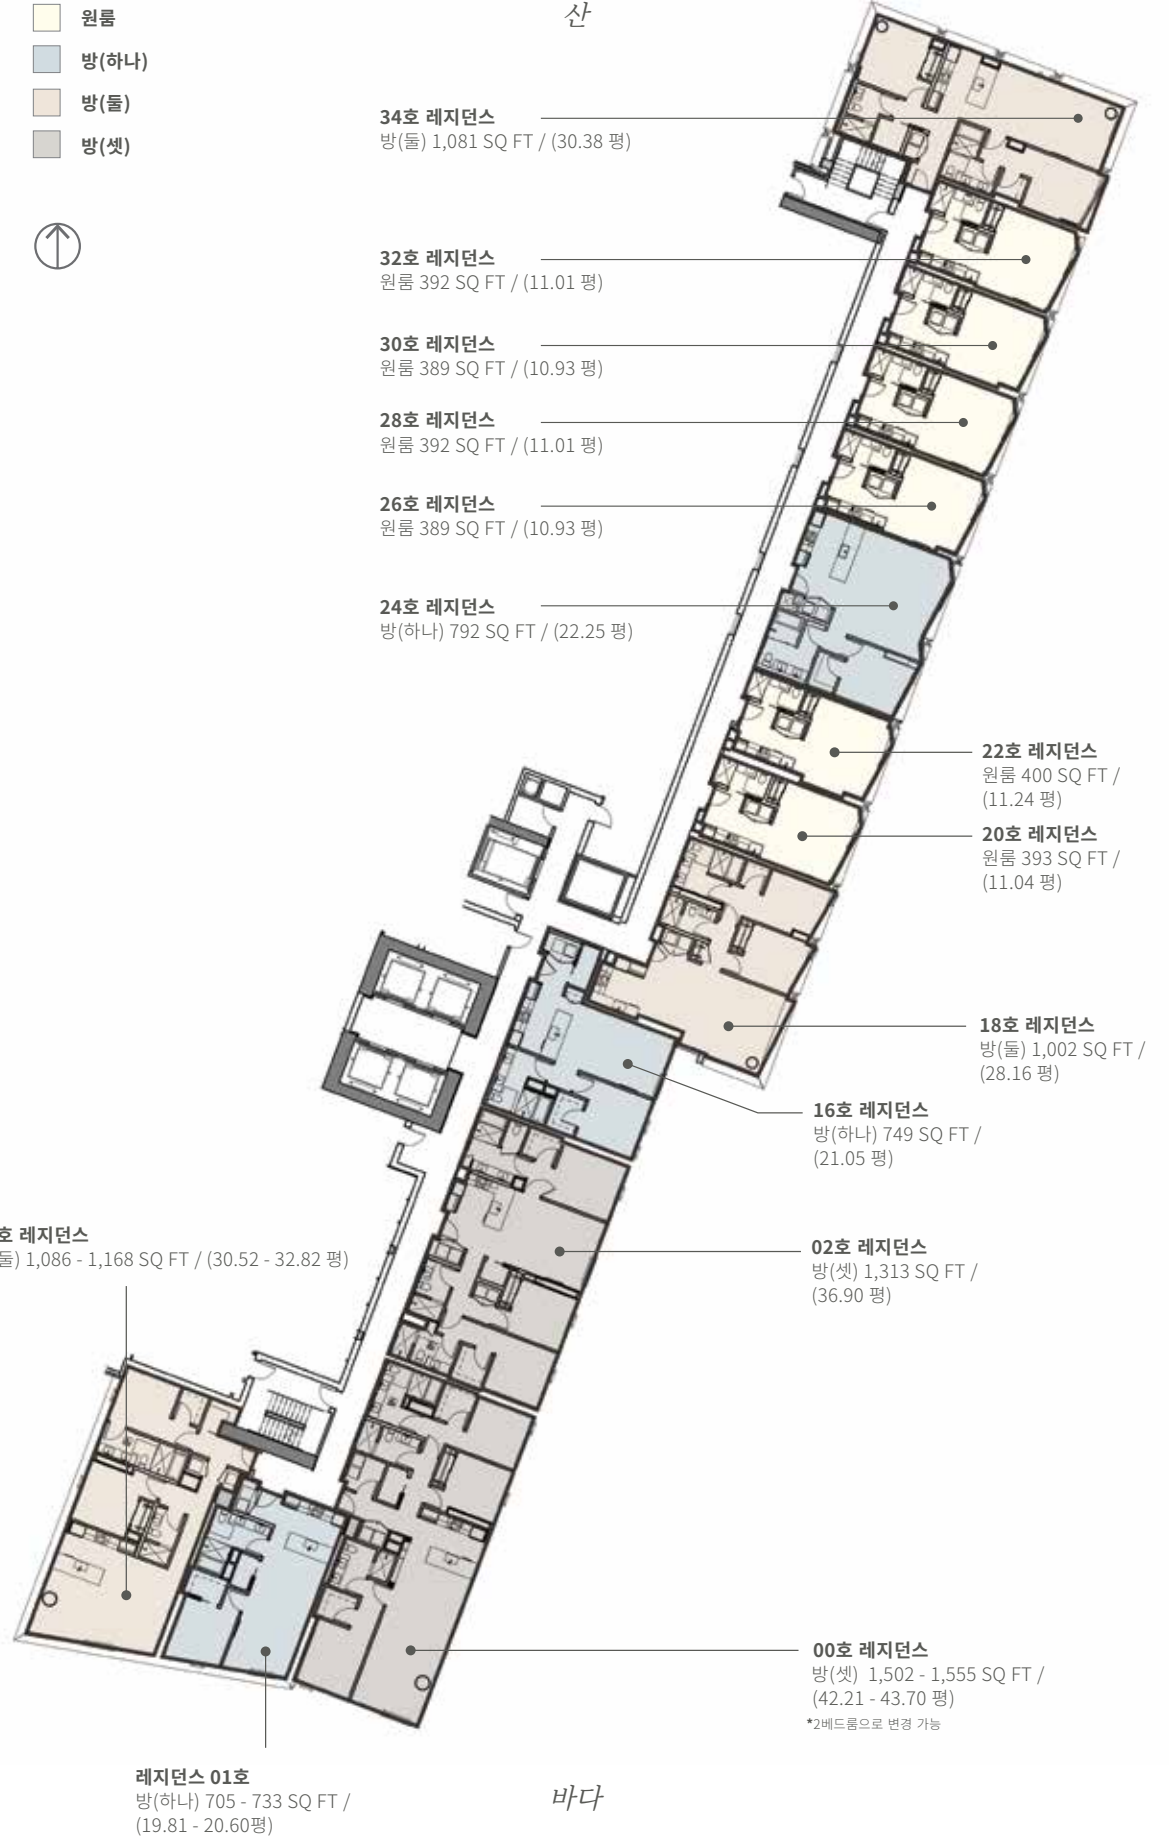 원룸
방(하나)
방(둘)
방(셋)
산
34호 레지던스
방(둘) 1,081 SQ FT / (30.38 평)
32호 레지던스
원룸 392 SQ FT / (11.01 평)
30호 레지던스
원룸 389 SQ FT / (10.93 평)
28호 레지던스
원룸 392 SQ FT / (11.01 평)
26호 레지던스
원룸 389 SQ FT / (10.93 평)
24호 레지던스
방(하나) 792 SQ FT / (22.25 평)
22호 레지던스
원룸 400 SQ FT /
(11.24 평)
20호 레지던스
원룸 393 SQ FT /
(11.04 평)
18호 레지던스
방(둘) 1,002 SQ FT /
(28.16 평)
16호 레지던스
방(하나) 749 SQ FT /
(21.05 평)
호 레지던스
둘) 1,086 - 1,168 SQ FT / (30.52 - 32.82 평)
02호 레지던스
방(셋) 1,313 SQ FT /
(36.90 평)
00호 레지던스
방(셋) 1,502 - 1,555 SQ FT /
(42.21 - 43.70 평)
*2베드룸으로 변경 가능
레지던스 01호
방(하나) 705 - 733 SQ FT /
(19.81 - 20.60평)
바다